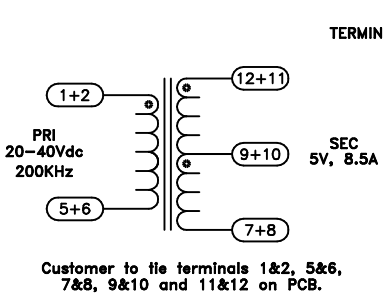 TERMIN
12+11
1+2
PRI
20-40Vdc
200KHz
9+10
SEC
5V, 8.5A
5+6
7+8
Customer to tie terminals 1&2, 5&6,
7&8, 9&10 and 11&12 on PCB.